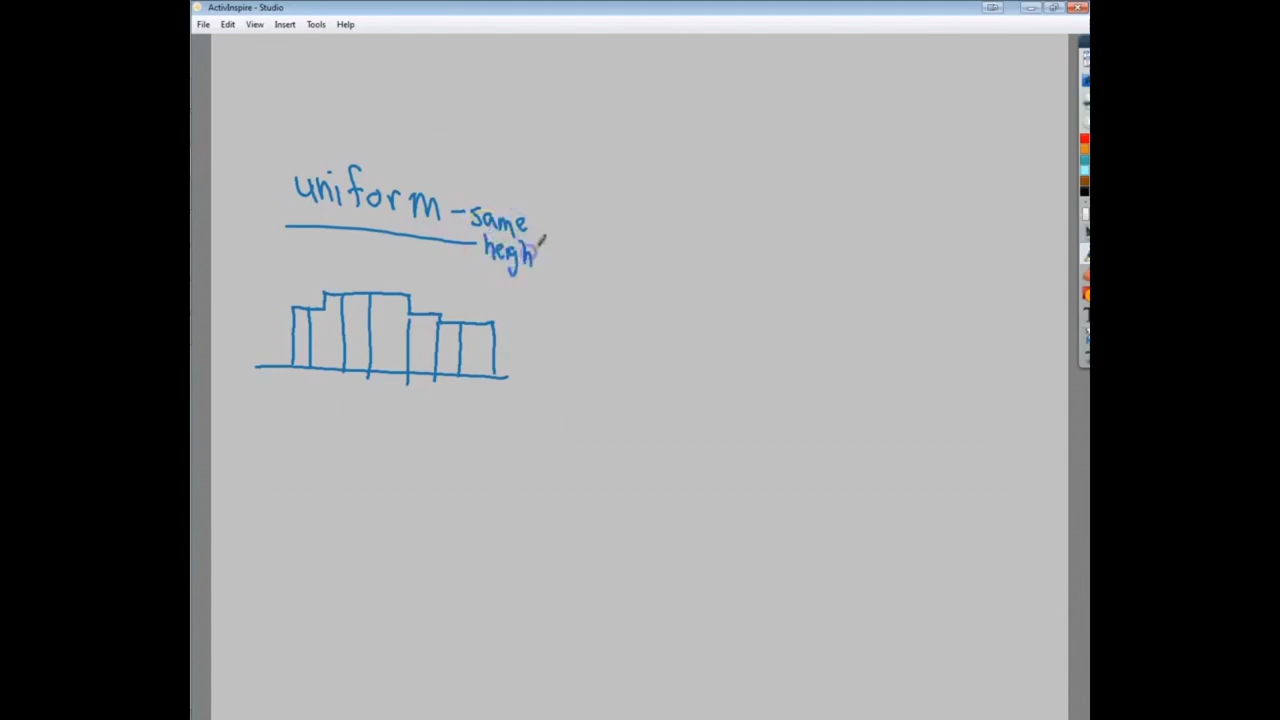 ActivInspire - Studio
File Edit View Insert Tools Help
uniform - same
heigh